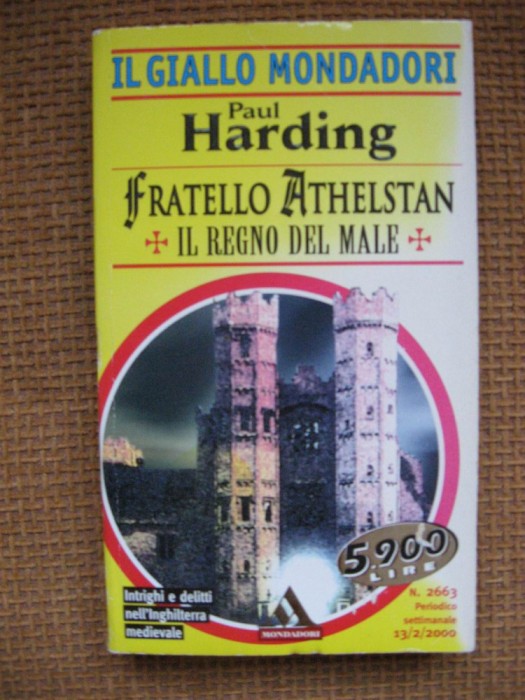 IL GIALLO MONDADORI
Paul
Harding
FRATELLO ATHELSTAN
IL REGNO DEL MALE
5.900
LIRE
N. 2663
Periodico
settimanale
13/2/2000
Intrighi e delitti
nell'Inghilterra
medievale
MONDADORI